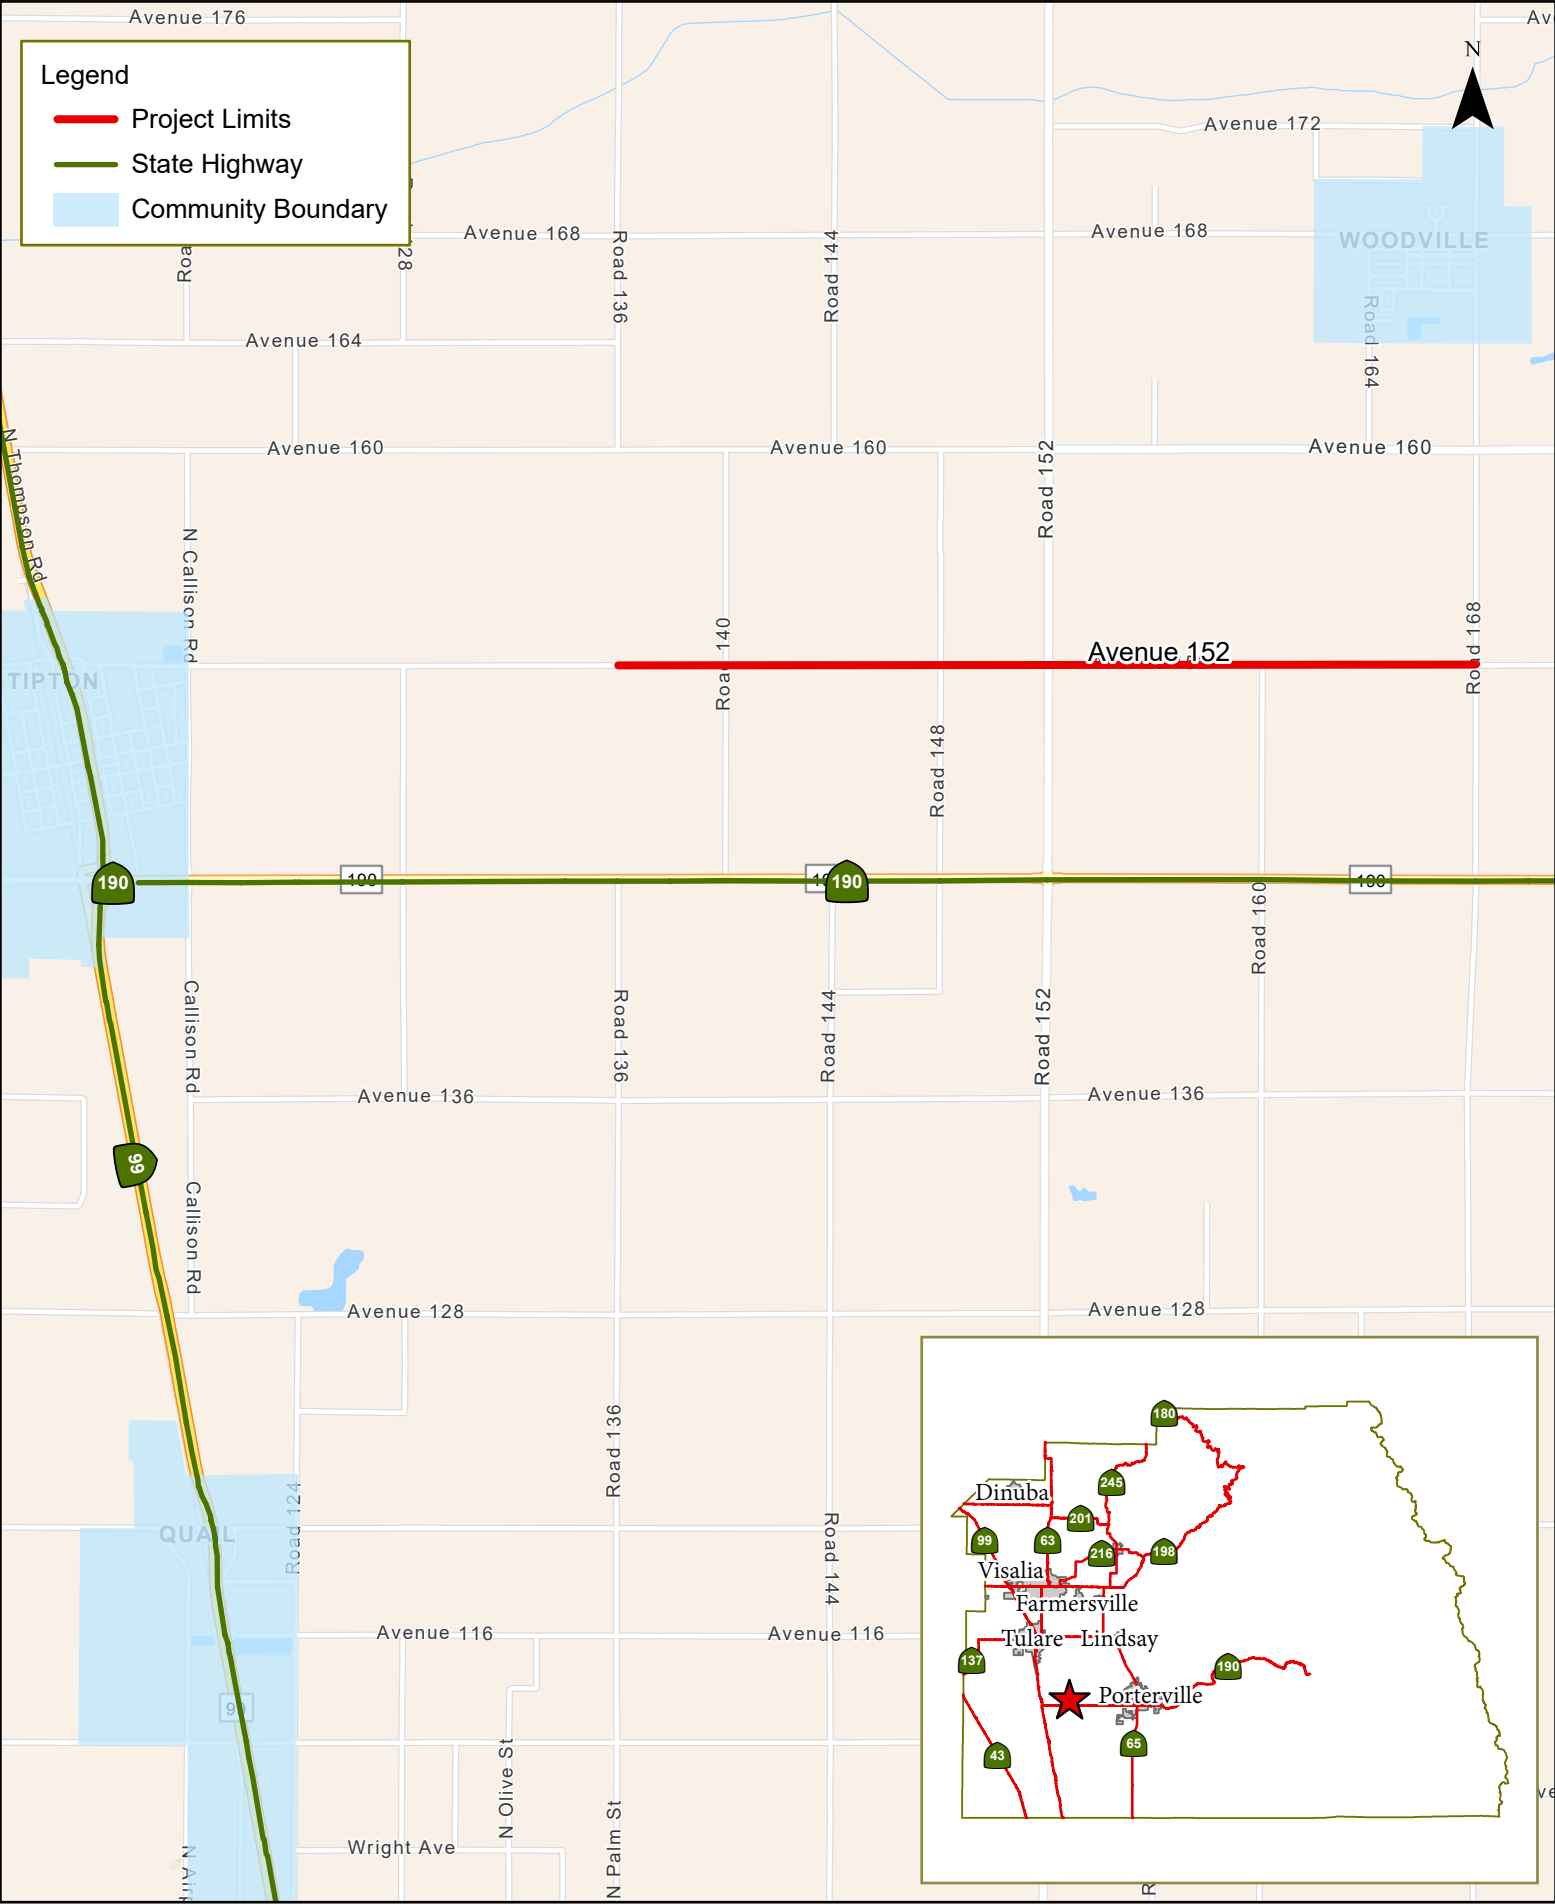 Avenue 176
N
Legend
Project Limits
State Highway
Community Boundary
Avenue 172
Avenue 168
Avenue 168
WOODVILLE
Road 136
Road 144
Road 164
Avenue 164
Avenue 160
Avenue 160
Avenue 160
Road 152
N Thompson Rd
N Callison Rd
Road 140
Avenue 152
Road 168
TIPTON
Road 148
190
190
190
190
Road 160
Callison Rd
Road 136
Road 144
Road 152
Avenue 136
Avenue 136
99
Callison Rd
Avenue 128
Avenue 128
Road 136
Road 124
QUAIL
Road 144
Avenue 116
Avenue 116
N Olive St
N Palm St
Wright Ave
180
245
Dinuba
201
99
63
216
198
Visalia
Farmersville
Tulare
Lindsay
137
190
Porterville
43
65